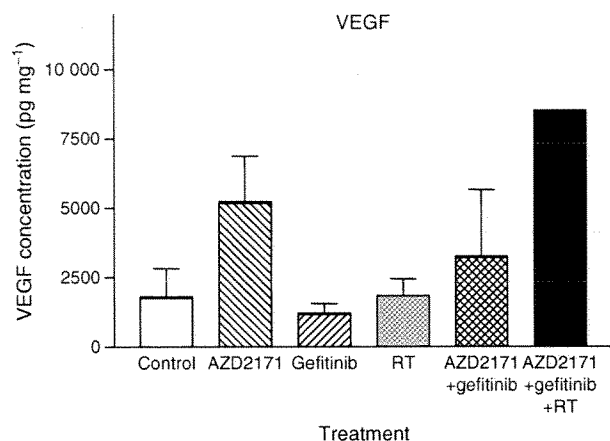 VEGF
VEGF concentration (pg mg⁻¹)
10 000
7500
5000
2500
0
Control AZD2171 Gefitinib RT AZD2171 AZD2171
+gefitinib +gefitinib
+RT
Treatment